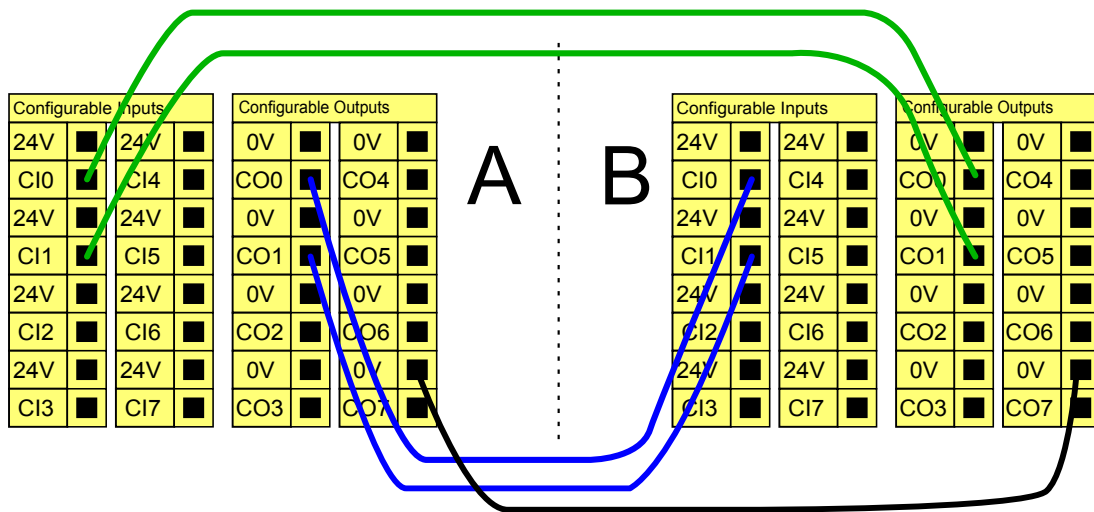 Configurable Inputs
24V 24V
CI0 CI4
24V 24V
CI1 CI5
24V 24V
CI2 CI6
24V 24V
CI3 CI7
Configurable Outputs
0V 0V
CO0 CO4
0V 0V
CO1 CO5
0V 0V
CO2 CO6
0V 0V
CO3 CO7
A
B
Configurable Inputs
24V 24V
CI0 CI4
24V 24V
CI1 CI5
24V 24V
CI2 CI6
24V 24V
CI3 CI7
Configurable Outputs
0V 0V
CO0 CO4
0V 0V
CO1 CO5
0V 0V
CO2 CO6
0V 0V
CO3 CO7